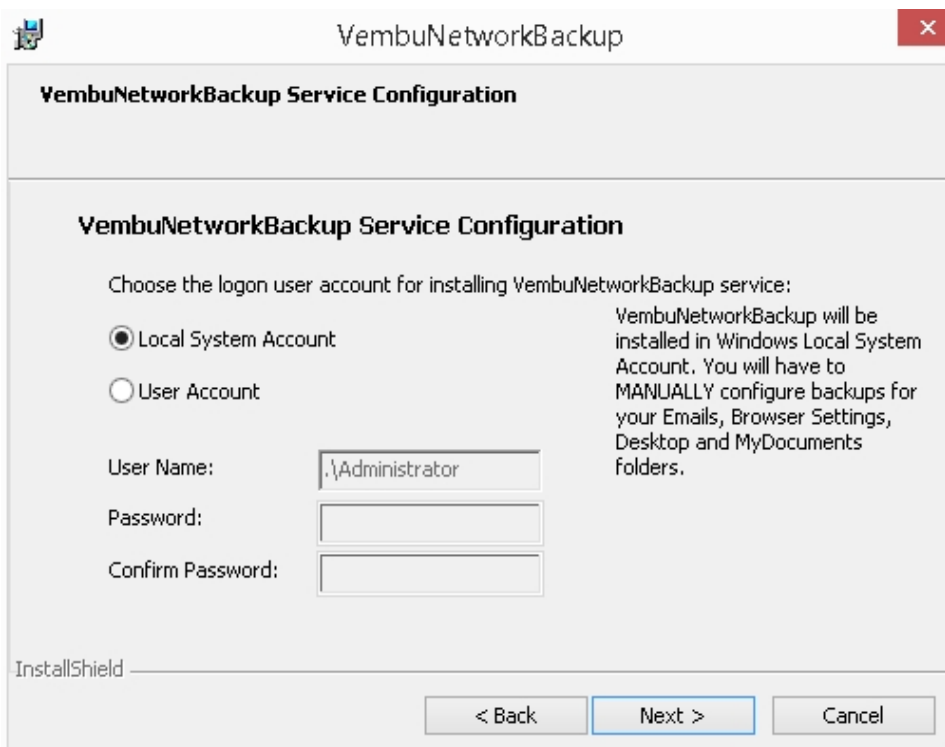 VembuNetworkBackup
VembuNetworkBackup Service Configuration
VembuNetworkBackup Service Configuration
Choose the logon user account for installing VembuNetworkBackup service:
Local System Account
User Account
VembuNetworkBackup will be
installed in Windows Local System
Account. You will have to
MANUALLY configure backups for
your Emails, Browser Settings,
Desktop and MyDocuments
folders.
User Name:
.\Administrator
Password:
Confirm Password:
InstallShield
< Back
Next >
Cancel